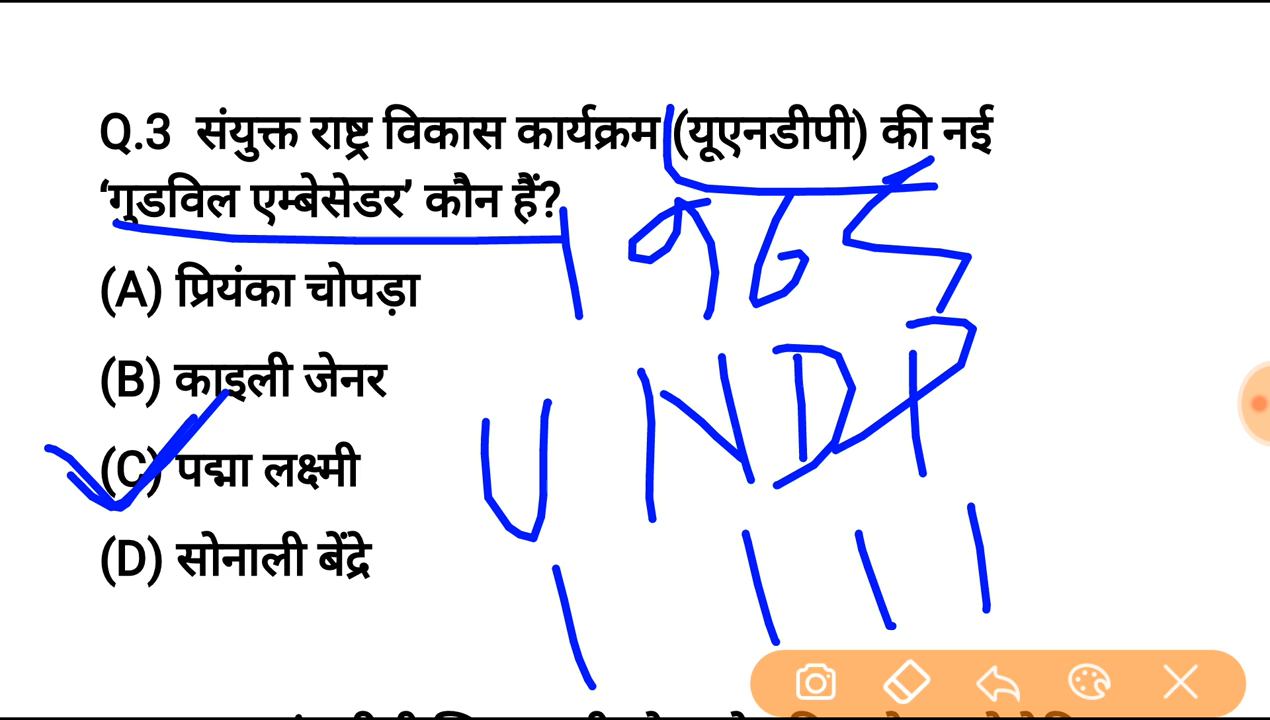 Q.3 संयुक्त राष्ट्र विकास कार्यक्रम (यूएनडीपी) की नई
‘गुडविल एम्बेसेडर’ कौन हैं?
1965
(A) प्रियंका चोपड़ा
(B) काइली जेनर
UNDP
(C) पद्मा लक्ष्मी
(D) सोनाली बेंद्रे